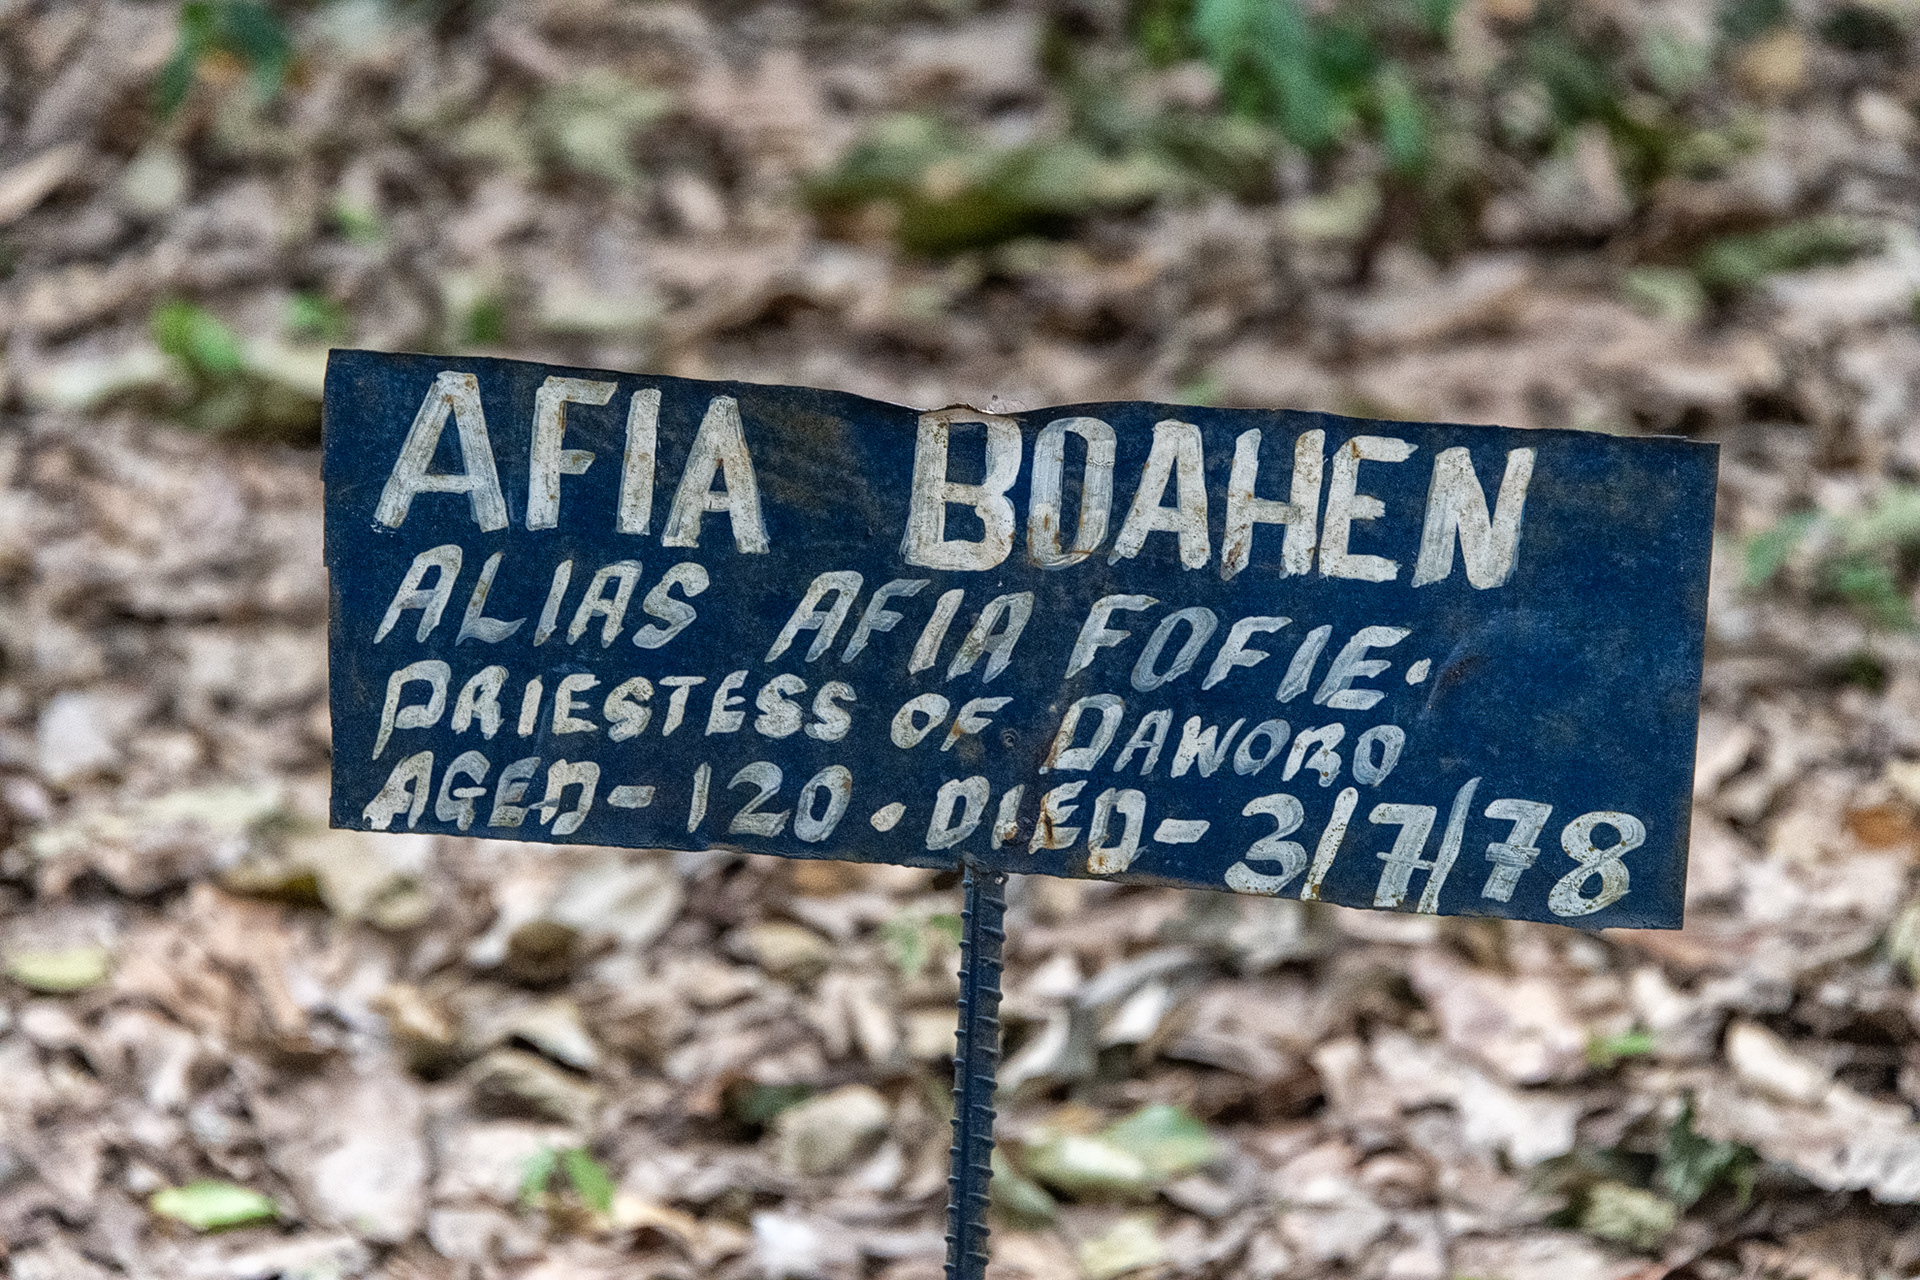 AFIA BOAHEN
ALIAS AFIA FOFIE.
PRIESTESS OF DAWORO
AGED-120.DIED-3/7/78